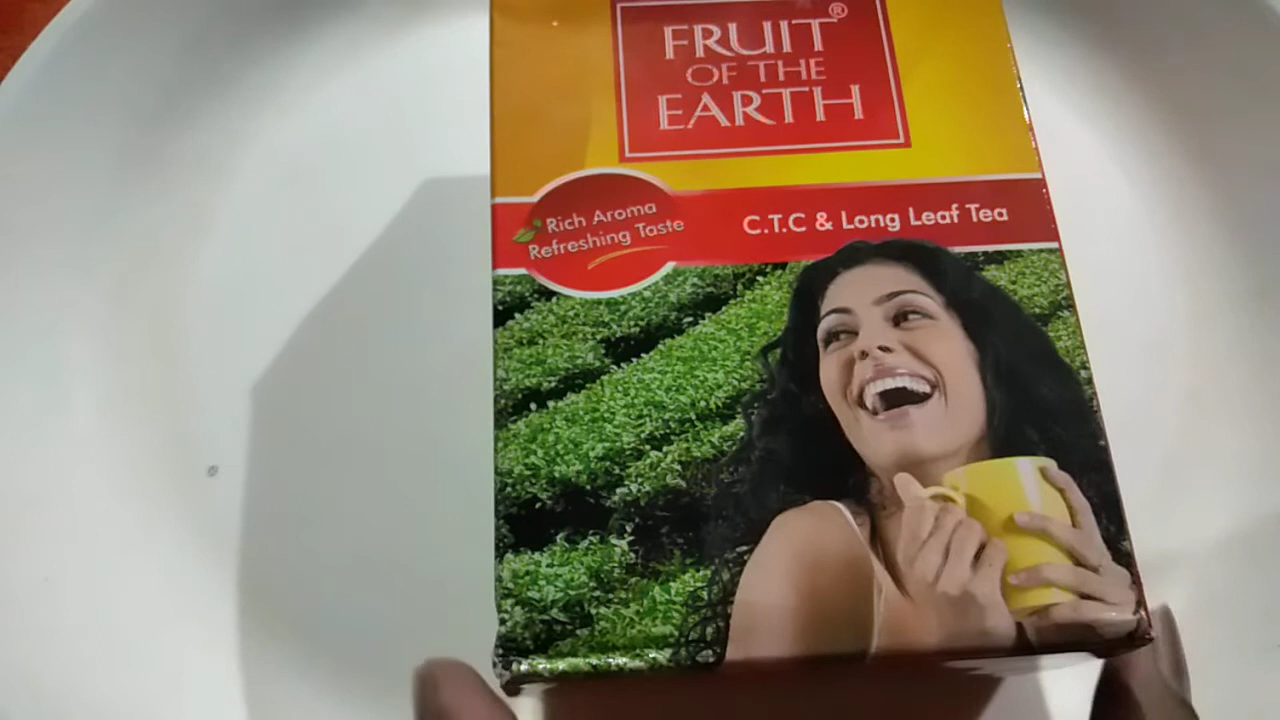 FRUIT®
OF THE
EARTH
Rich Aroma
Refreshing Taste
C.T.C & Long Leaf Tea